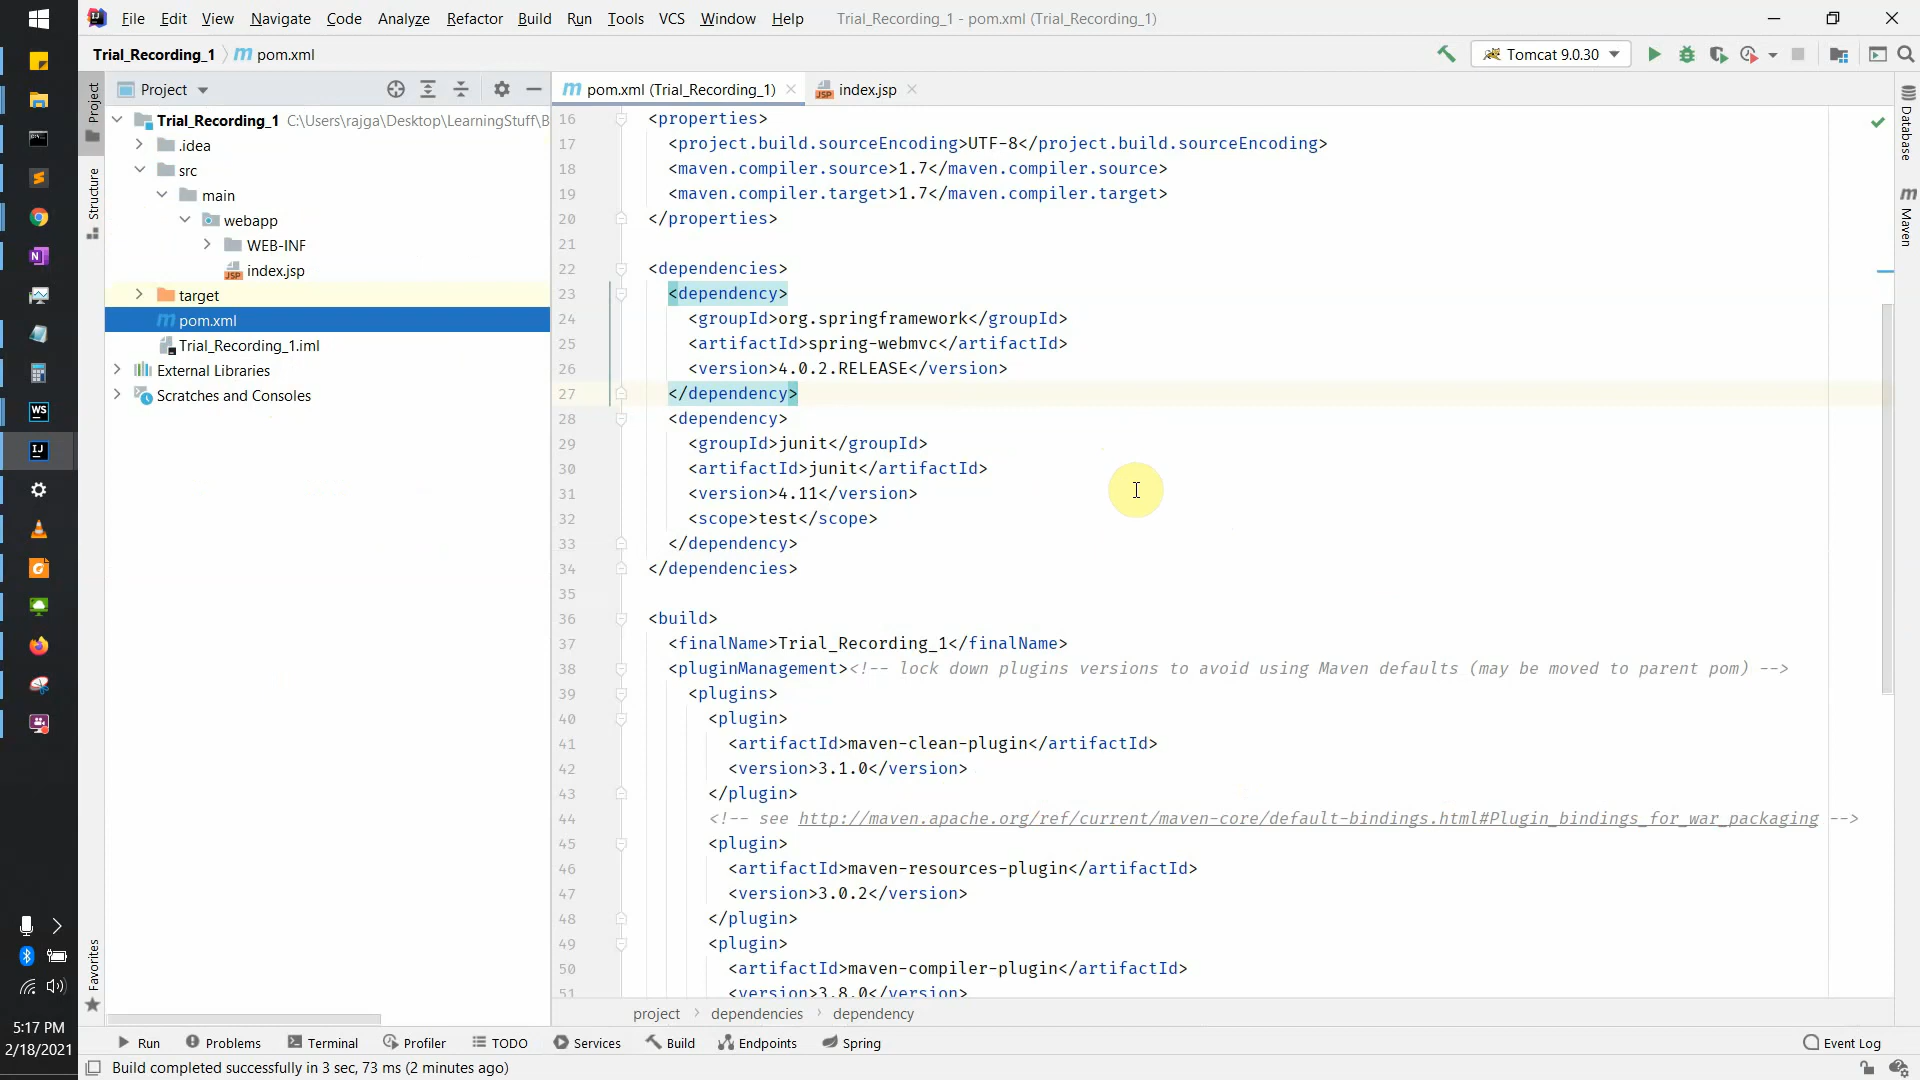 File Edit View Navigate Code Analyze Refactor Build Run Tools VCS Window Help Trial_Recording_1 - pom.xml (Trial_Recording_1)
Trial_Recording_1 pom.xml
Tomcat 9.0.30
Project
pom.xml (Trial_Recording_1)
index.jsp
Project
Structure
Favorites
Trial_Recording_1 C:\Users\rajga\Desktop\LearningStuff\B
.idea
src
main
webapp
WEB-INF
index.jsp
target
pom.xml
Trial_Recording_1.iml
External Libraries
Scratches and Consoles
16 <properties>
17 <project.build.sourceEncoding>UTF-8</project.build.sourceEncoding>
18 <maven.compiler.source>1.7</maven.compiler.source>
19 <maven.compiler.target>1.7</maven.compiler.target>
20 </properties>
21
22 <dependencies>
23 <dependency>
24 <groupId>org.springframework</groupId>
25 <artifactId>spring-webmvc</artifactId>
26 <version>4.0.2.RELEASE</version>
27 </dependency>
28 <dependency>
29 <groupId>junit</groupId>
30 <artifactId>junit</artifactId>
31 <version>4.11</version>
32 <scope>test</scope>
33 </dependency>
34 </dependencies>
35
36 <build>
37 <finalName>Trial_Recording_1</finalName>
38 <pluginManagement><!-- lock down plugins versions to avoid using Maven defaults (may be moved to parent pom) -->
39 <plugins>
40 <plugin>
41 <artifactId>maven-clean-plugin</artifactId>
42 <version>3.1.0</version>
43 </plugin>
44 <!-- see http://maven.apache.org/ref/current/maven-core/default-bindings.html#Plugin_bindings_for_war_packaging -->
45 <plugin>
46 <artifactId>maven-resources-plugin</artifactId>
47 <version>3.0.2</version>
48 </plugin>
49 <plugin>
50 <artifactId>maven-compiler-plugin</artifactId>
51 <version>3.8.0</version>
Database
Maven
project dependencies dependency
Run Problems Terminal Profiler TODO Services Build Endpoints Spring Event Log
Build completed successfully in 3 sec, 73 ms (2 minutes ago)
WS
IJ
5:17 PM
2/18/2021